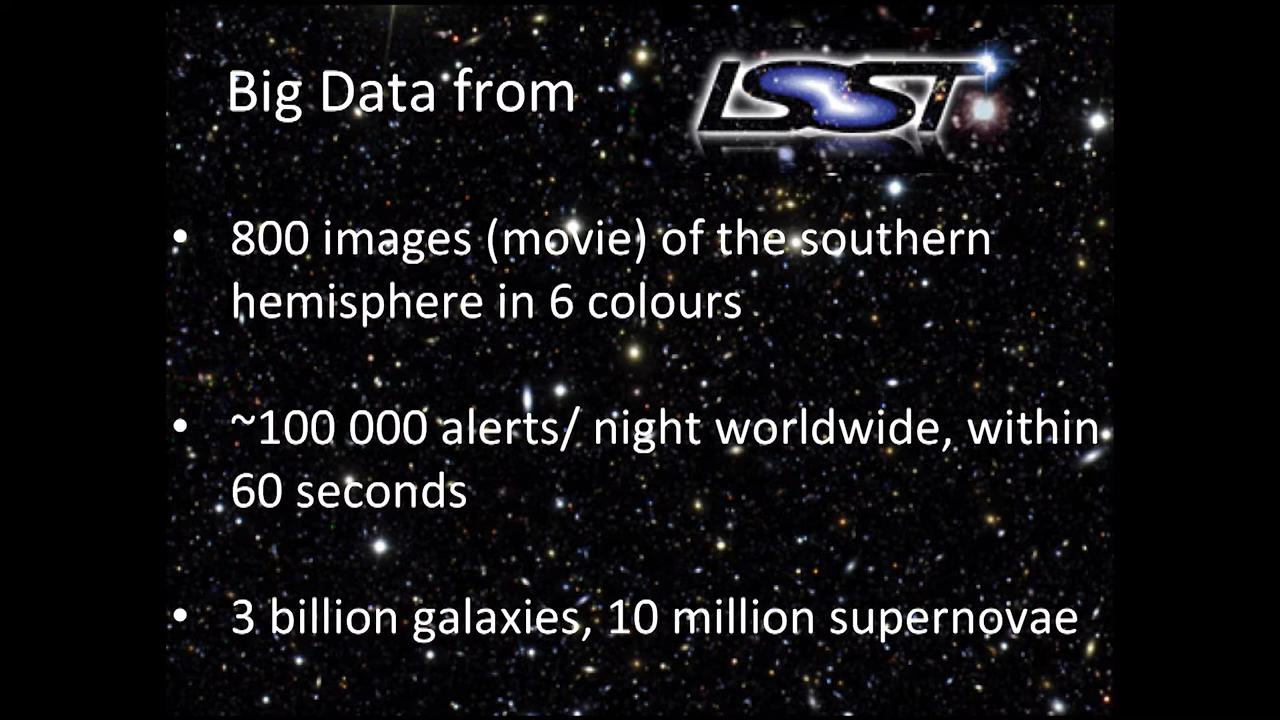 Big Data from LSST
• 800 images (movie) of the southern
hemisphere in 6 colours
• ~100 000 alerts/ night worldwide, within
60 seconds
• 3 billion galaxies, 10 million supernovae